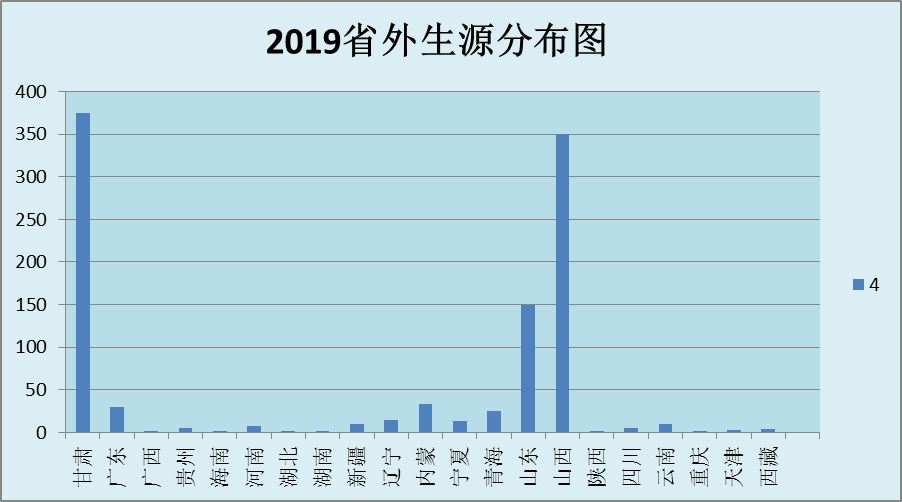 2019省外生源分布图
400
350
300
250
200
150
100
50
0
甘肃
广东
广西
贵州
海南
河南
湖北
湖南
新疆
辽宁
内蒙
宁夏
青海
山东
山西
陕西
四川
云南
重庆
天津
西藏
4